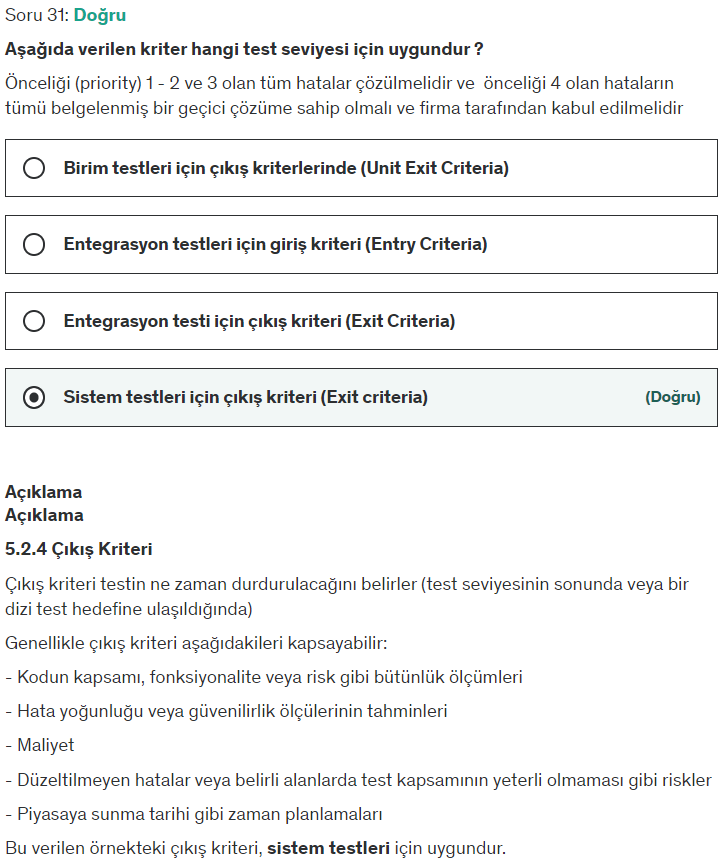 Soru 31: Doğru
Aşağıda verilen kriter hangi test seviyesi için uygundur ?
Önceliği (priority) 1 - 2 ve 3 olan tüm hatalar çözülmelidir ve  önceliği 4 olan hataların
tümü belgelenmiş bir geçici çözüme sahip olmalı ve firma tarafından kabul edilmelidir
Birim testleri için çıkış kriterlerinde (Unit Exit Criteria)
Entegrasyon testleri için giriş kriteri (Entry Criteria)
Entegrasyon testi için çıkış kriteri (Exit Criteria)
Sistem testleri için çıkış kriteri (Exit criteria) (Doğru)
Açıklama
Açıklama
5.2.4 Çıkış Kriteri
Çıkış kriteri testin ne zaman durdurulacağını belirler (test seviyesinin sonunda veya bir
dizi test hedefine ulaşıldığında)
Genellikle çıkış kriteri aşağıdakileri kapsayabilir:
- Kodun kapsamı, fonksiyonalite veya risk gibi bütünlük ölçümleri
- Hata yoğunluğu veya güvenilirlik ölçülerinin tahminleri
- Maliyet
- Düzeltilmeyen hatalar veya belirli alanlarda test kapsamının yeterli olmaması gibi riskler
- Piyasaya sunma tarihi gibi zaman planlamaları
Bu verilen örnekteki çıkış kriteri, sistem testleri için uygundur.